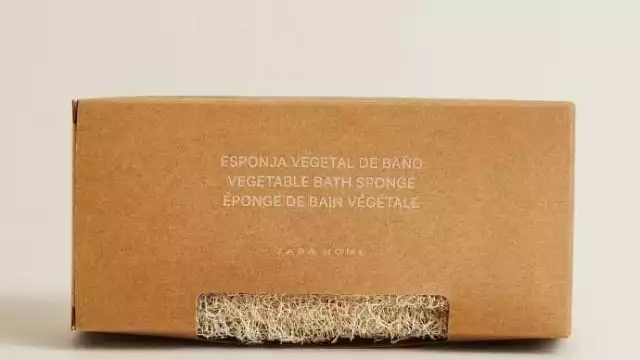 ESPONJA VEGETAL DE BAÑO
VEGETABLE BATH SPONGE
ÉPONGE DE BAIN VÉGÉTALE
ZARA HOME